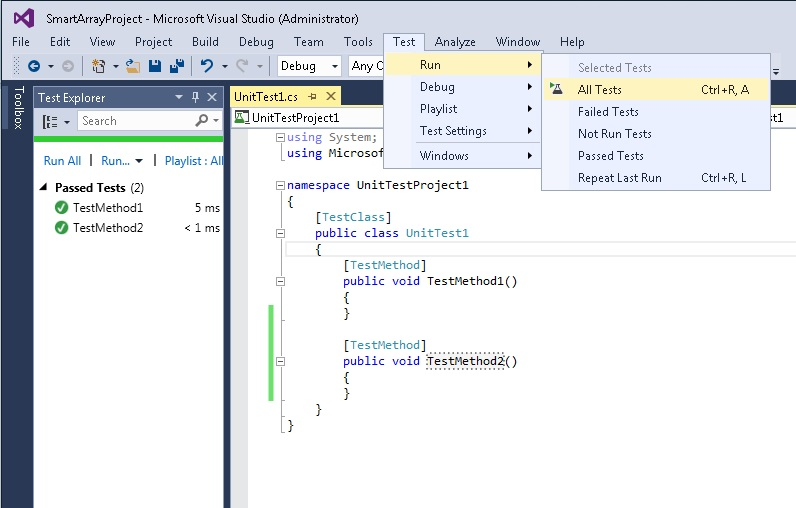 SmartArrayProject - Microsoft Visual Studio (Administrator)
File Edit View Project Build Debug Team Tools Test Analyze Window Help
Debug Any C
Toolbox
Test Explorer
Search
Run All | Run... | Playlist : All
Passed Tests (2)
TestMethod1 5 ms
TestMethod2 < 1 ms
Run
Debug
Playlist
Test Settings
Windows
Selected Tests
All Tests Ctrl+R, A
Failed Tests
Not Run Tests
Passed Tests
Repeat Last Run Ctrl+R, L
UnitTest1.cs
UnitTestProject1
using System;
using Microsof
namespace UnitTestProject1
{
[TestClass]
public class UnitTest1
{
[TestMethod]
public void TestMethod1()
{
}
[TestMethod]
public void TestMethod2()
{
}
}
}